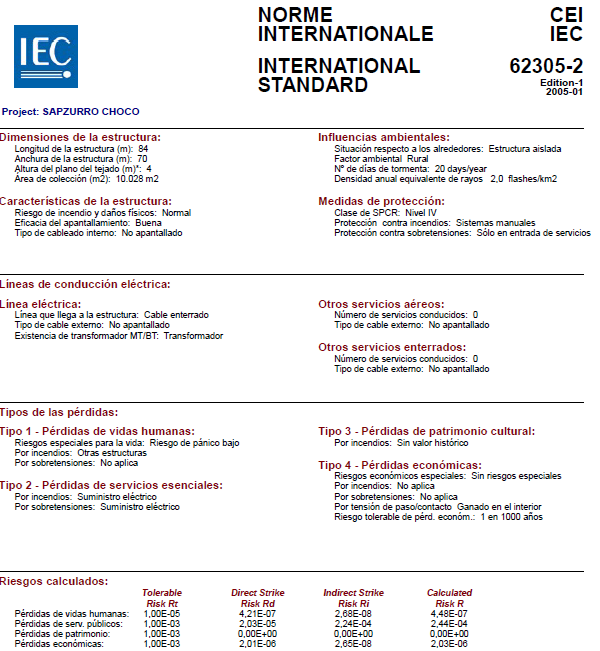 IEC
NORME
INTERNATIONALE
CEI
IEC
INTERNATIONAL
STANDARD
62305-2
Edition-1
2005-01
Project: SAPZURRO CHOCO
Dimensiones de la estructura:
Longitud de la estructura (m): 84
Anchura de la estructura (m): 70
Altura del plano del tejado (m)*: 4
Área de colección (m2): 10.028 m2
Influencias ambientales:
Situación respecto a los alrededores: Estructura aislada
Factor ambiental Rural
Nº de días de tormenta: 20 days/year
Densidad anual equivalente de rayos 2,0 flashes/km2
Características de la estructura:
Riesgo de incendio y daños físicos: Normal
Eficacia del apantallamiento: Buena
Tipo de cableado interno: No apantallado
Medidas de protección:
Clase de SPCR: Nivel IV
Protección contra incendios: Sistemas manuales
Protección contra sobretensiones: Sólo en entrada de servicios
Líneas de conducción eléctrica:
Línea eléctrica:
Línea que llega a la estructura: Cable enterrado
Tipo de cable externo: No apantallado
Existencia de transformador MT/BT: Transformador
Otros servicios aéreos:
Número de servicios conducidos: 0
Tipo de cable externo: No apantallado
Otros servicios enterrados:
Número de servicios conducidos: 0
Tipo de cable externo: No apantallado
Tipos de las pérdidas:
Tipo 1 - Pérdidas de vidas humanas:
Riesgos especiales para la vida: Riesgo de pánico bajo
Por incendios: Otras estructuras
Por sobretensiones: No aplica
Tipo 2 - Pérdidas de servicios esenciales:
Por incendios: Suministro eléctrico
Por sobretensiones: Suministro eléctrico
Tipo 3 - Pérdidas de patrimonio cultural:
Por incendios: Sin valor histórico
Tipo 4 - Pérdidas económicas:
Riesgos económicos especiales: Sin riesgos especiales
Por incendios: No aplica
Por sobretensiones: No aplica
Por tensión de paso/contacto Ganado en el interior
Riesgo tolerable de pérd. económ.: 1 en 1000 años
Riesgos calculados:
Tolerable Direct Strike Indirect Strike Calculated
Risk Rt Risk Rd Risk Ri Risk R
Pérdidas de vidas humanas: 1,00E-05 4,21E-07 2,68E-08 4,48E-07
Pérdidas de serv. públicos: 1,00E-03 2,03E-05 2,24E-04 2,44E-04
Pérdidas de patrimonio: 1,00E-03 0,00E+00 0,00E+00 0,00E+00
Pérdidas económicas: 1,00E-03 2,01E-06 2,65E-08 2,03E-06